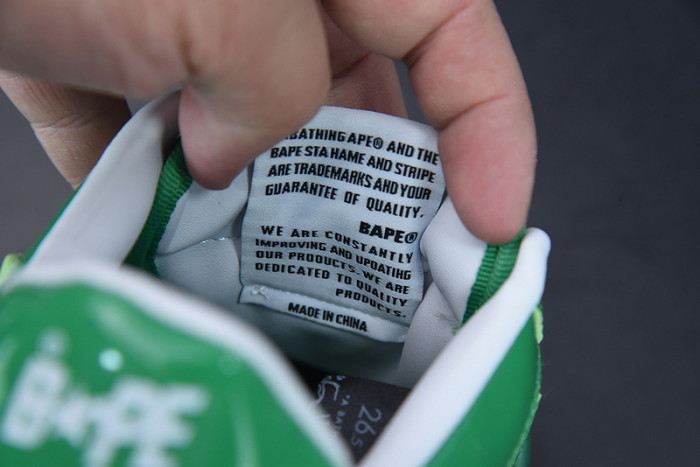 BATHING APE® AND THE
BAPE STA HAME AND STRIPE
ARE TRADEMARKS AND YOUR
GUARANTEE OF QUALITY.
BAPE®
WE ARE CONSTANTLY
IMPROVING AND UPDATING
OUR PRODUCTS. WE ARE
DEDICATED TO QUALITY
PRODUCTS.
MADE IN CHINA
BAPE
26.5